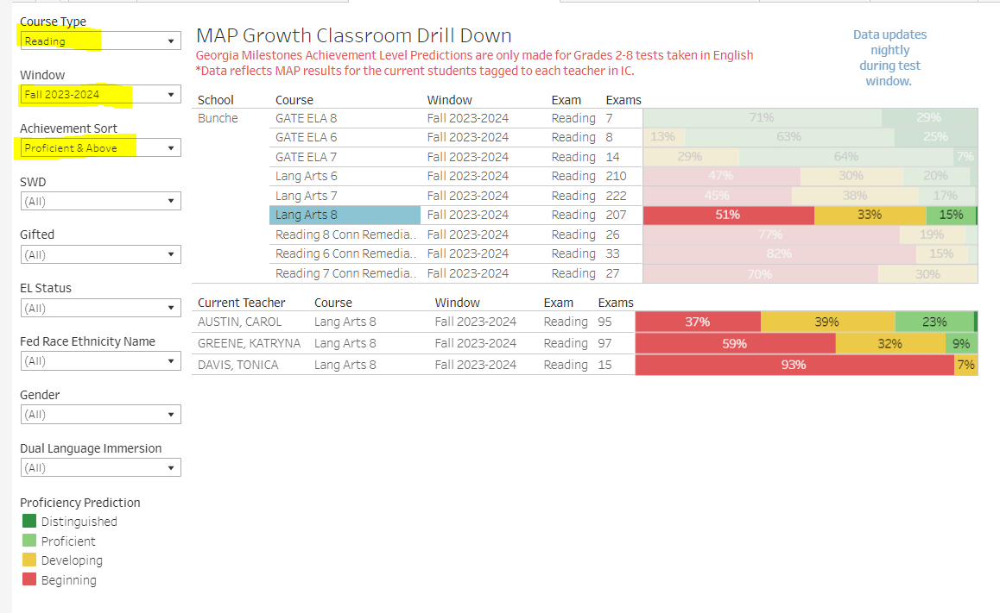 Course Type
Reading
Window
Fall 2023-2024
Achievement Sort
Proficient & Above
SWD
(All)
Gifted
(All)
EL Status
(All)
Fed Race Ethnicity Name
(All)
Gender
(All)
Dual Language Immersion
(All)
Proficiency Prediction
Distinguished
Proficient
Developing
Beginning
MAP Growth Classroom Drill Down
Georgia Milestones Achievement Level Predictions are only made for Grades 2-8 tests taken in English
*Data reflects MAP results for the current students tagged to each teacher in IC.
Data updates
nightly
during test
window.
School Course Window Exam Exams
Bunche GATE ELA 8 Fall 2023-2024 Reading 7 71% 29%
GATE ELA 6 Fall 2023-2024 Reading 8 13% 63% 25%
GATE ELA 7 Fall 2023-2024 Reading 14 29% 64% 7%
Lang Arts 6 Fall 2023-2024 Reading 210 47% 30% 20%
Lang Arts 7 Fall 2023-2024 Reading 222 45% 38% 17%
Lang Arts 8 Fall 2023-2024 Reading 207 51% 33% 15%
Reading 8 Conn Remedia.. Fall 2023-2024 Reading 26 77% 19%
Reading 6 Conn Remedia.. Fall 2023-2024 Reading 33 82% 15%
Reading 7 Conn Remedia.. Fall 2023-2024 Reading 27 70% 30%
Current Teacher Course Window Exam Exams
AUSTIN, CAROL Lang Arts 8 Fall 2023-2024 Reading 95 37% 39% 23%
GREENE, KATRYNA Lang Arts 8 Fall 2023-2024 Reading 97 59% 32% 9%
DAVIS, TONICA Lang Arts 8 Fall 2023-2024 Reading 15 93% 7%